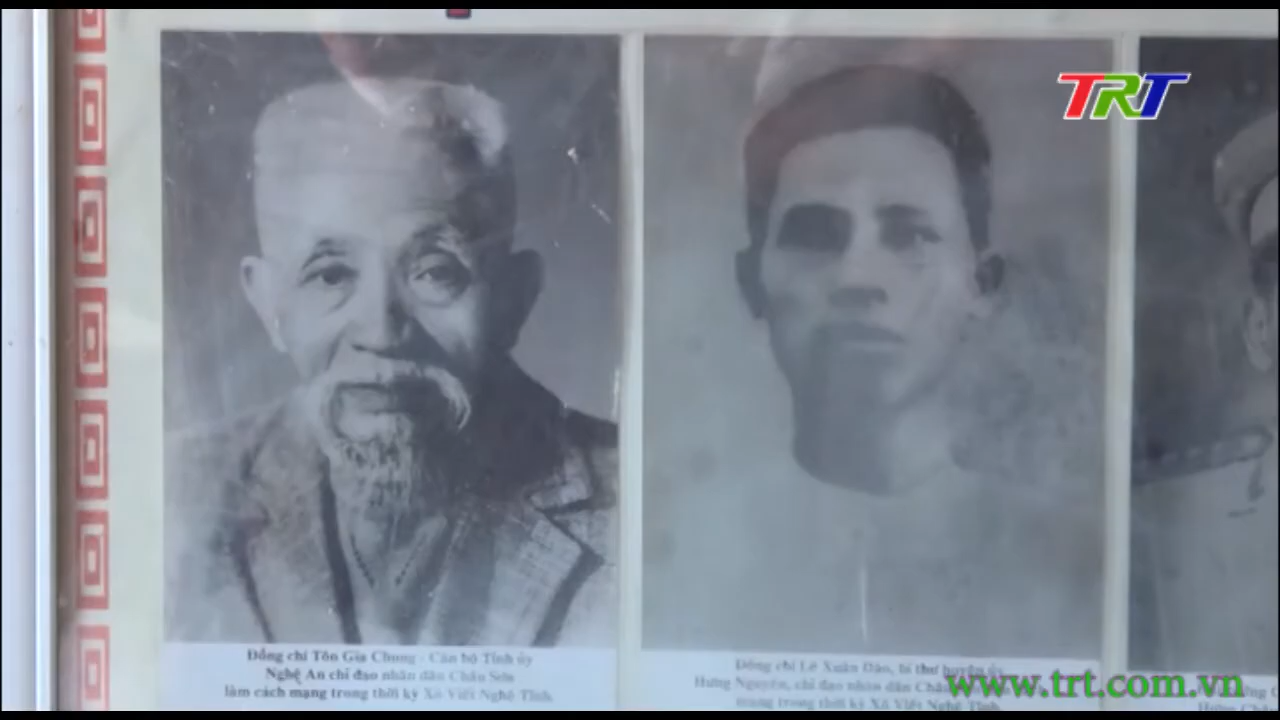 TRT
Đồng chí Tôn Gia Chung - Cán bộ Tỉnh ủy
Nghệ An chỉ đạo nhân dân Châu Sơn
làm cách mạng trong thời kỳ Xô Viết Nghệ Tĩnh
Đồng chí Lê Xuân Đào, bí thư huyện ủy
Hưng Nguyên, chỉ đạo nhân dân Châu
mạng trong thời kỳ Xô Viết Nghệ Tĩnh
www.trt.com.vn